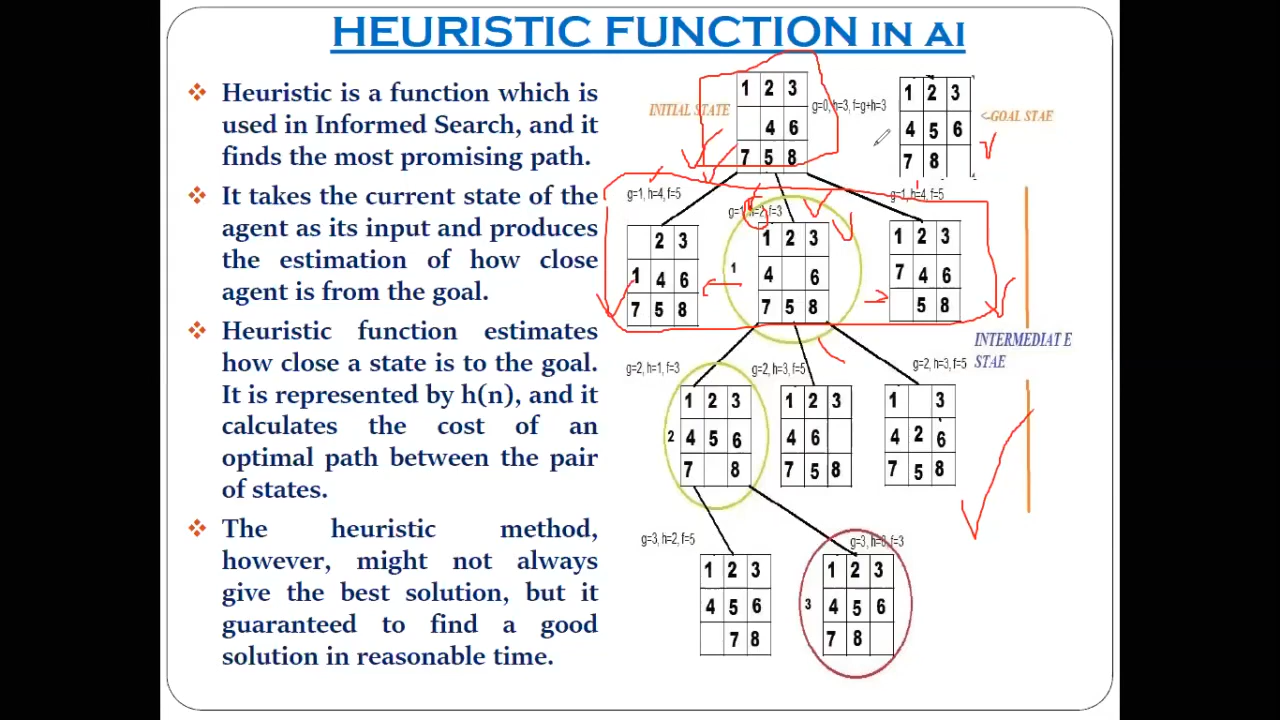 HEURISTIC FUNCTION IN AI
❖ Heuristic is a function which is
used in Informed Search, and it
finds the most promising path.
❖ It takes the current state of the
agent as its input and produces
the estimation of how close
agent is from the goal.
❖ Heuristic function estimates
how close a state is to the goal.
It is represented by h(n), and it
calculates the cost of an
optimal path between the pair
of states.
❖ The heuristic method,
however, might not always
give the best solution, but it
guaranteed to find a good
solution in reasonable time.
INITIAL STATE
1 2 3
4 6
7 5 8
g=0, h=3, f=g+h=3
1 2 3
4 5 6
7 8
<-GOAL STAE
g=1, h=4, f=5
2 3
1 4 6
7 5 8
g=1, h=2, f=3
1
1 2 3
4 6
7 5 8
g=1, h=4, f=5
1 2 3
7 4 6
5 8
INTERMEDIAT E
STAE
g=2, h=1, f=3
2
1 2 3
4 5 6
7 8
g=2, h=3, f=5
1 2 3
4 6
7 5 8
g=2, h=3, f=5
1 3
4 2 6
7 5 8
g=3, h=2, f=5
1 2 3
4 5 6
7 8
g=3, h=0, f=3
3
1 2 3
4 5 6
7 8